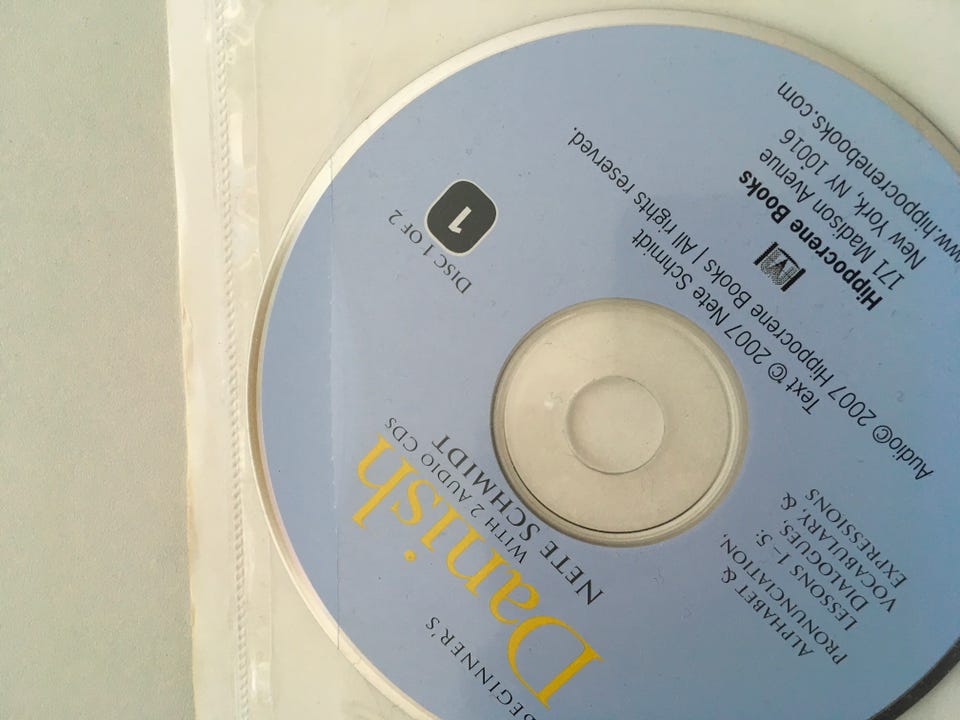 BEGINNER'S
Danish
WITH 2 AUDIO CDS
NETE SCHMIDT
DISC 1 OF 2
1
ALPHABET &
PRONUNCIATION,
LESSONS 1–5:
DIALOGUES,
VOCABULARY, &
EXPRESSIONS
Text © 2007 Nete Schmidt
Audio© 2007 Hippocrene Books | All rights reserved.
Hippocrene Books
171 Madison Avenue
New York, NY 10016
www.hippocrenebooks.com